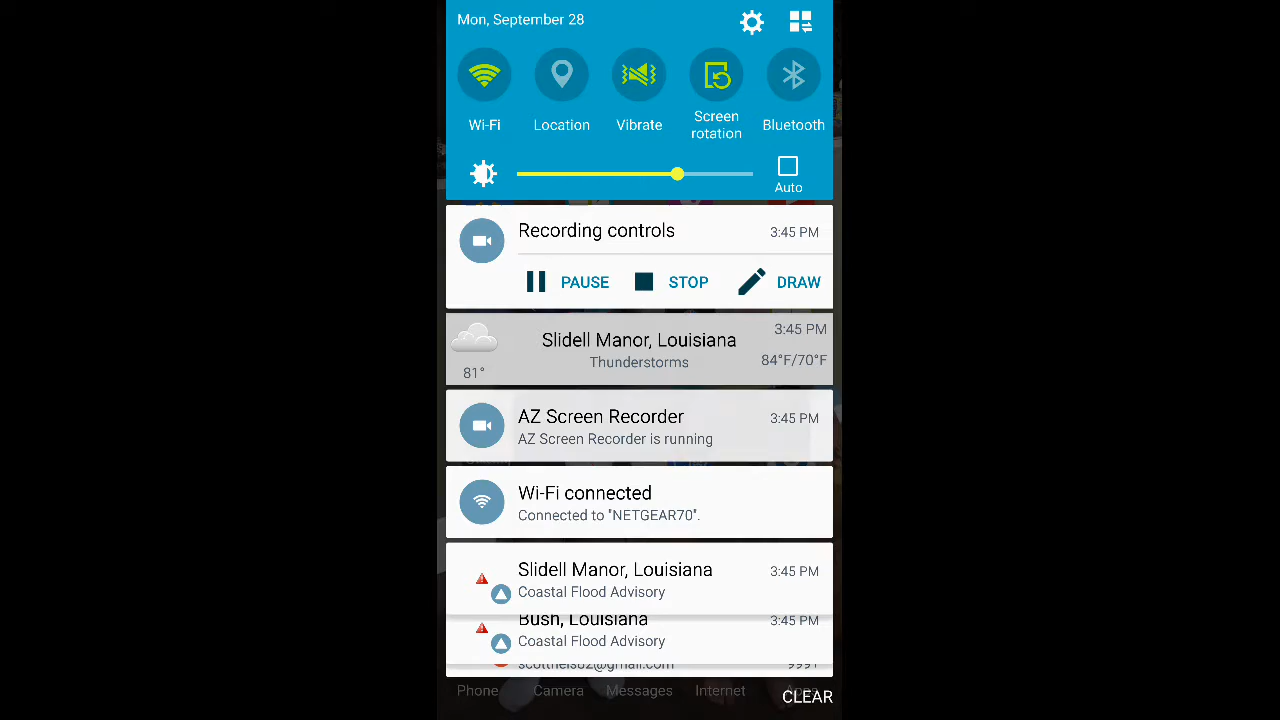 Mon, September 28
Wi-Fi
Location
Vibrate
Screen
rotation
Bluetooth
Auto
Recording controls 3:45 PM
PAUSE STOP DRAW
3:45 PM
Slidell Manor, Louisiana
Thunderstorms 84°F/70°F
81°
AZ Screen Recorder 3:45 PM
AZ Screen Recorder is running
Wi-Fi connected
Connected to "NETGEAR70".
Slidell Manor, Louisiana 3:45 PM
Coastal Flood Advisory
Bush, Louisiana 3:45 PM
Coastal Flood Advisory
Phone Camera Messages Internet
CLEAR